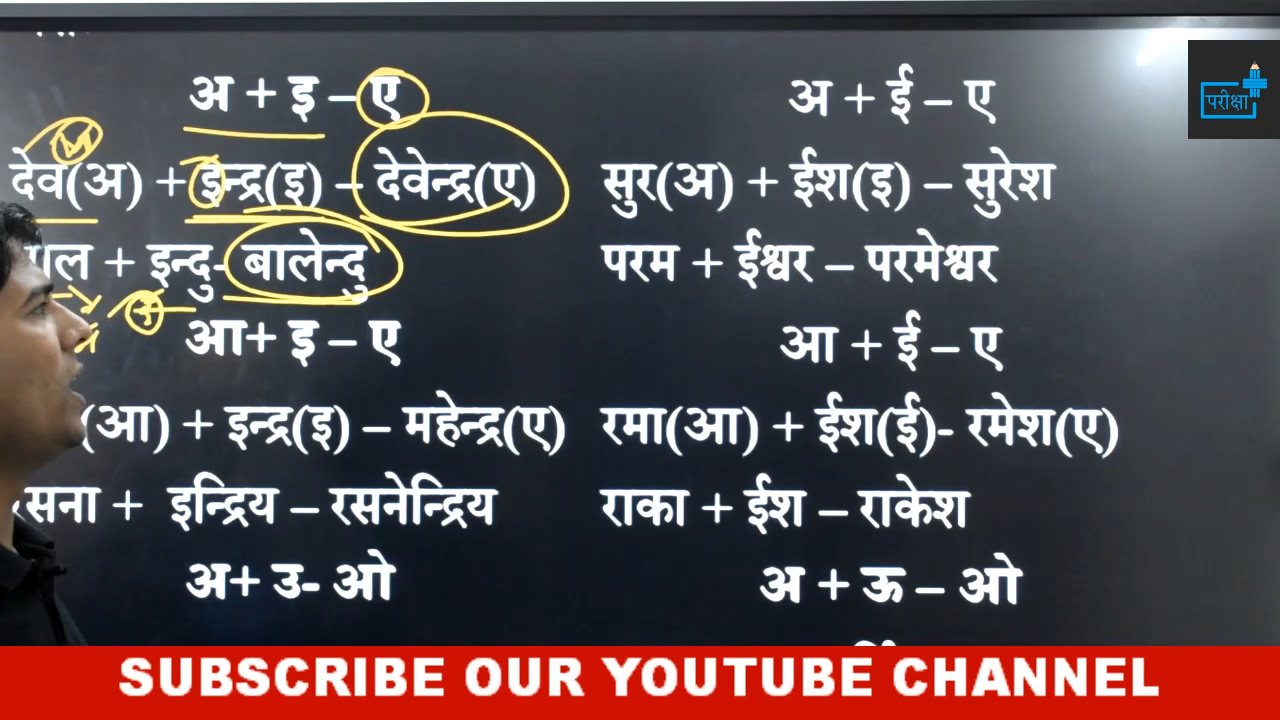 अ + इ – ए
देव(अ) + इन्द्र(इ) – देवेन्द्र(ए)
+ इन्दु- बालेन्दु
आ+ इ – ए
(आ) + इन्द्र(इ) – महेन्द्र(ए)
रसना + इन्द्रिय – रसनेन्द्रिय
अ+ उ- ओ
अ + ई – ए
सुर(अ) + ईश(इ) – सुरेश
परम + ईश्वर – परमेश्वर
आ + ई – ए
रमा(आ) + ईश(ई)- रमेश(ए)
राका + ईश – राकेश
अ + ऊ – ओ
परीक्षा
SUBSCRIBE OUR YOUTUBE CHANNEL